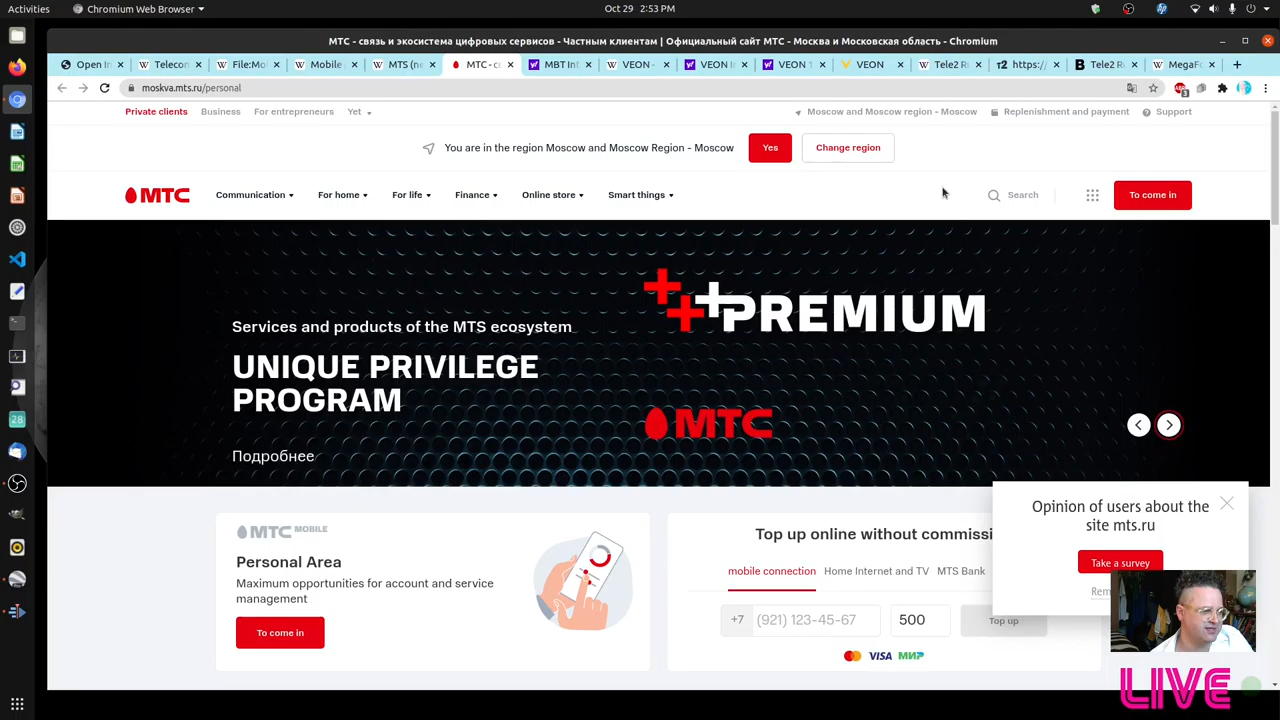 Activities
Chromium Web Browser
Oct 29 2:53 PM
МТС - связь и экосистема цифровых сервисов - Частным клиентам | Официальный сайт МТС - Москва и Московская область - Chromium
Open In
Telecon
File:Mo
Mobile
MTS (ne
МТС - с
MBT Int
VEON -
VEON I
VEON 1
VEON
Tele2 R
https:/
Tele2 R
MegaFo
moskva.mts.ru/personal
Private clients
Business
For entrepreneurs
Yet
Moscow and Moscow region - Moscow
Replenishment and payment
Support
You are in the region Moscow and Moscow Region - Moscow
Yes
Change region
МТС
Communication
For home
For life
Finance
Online store
Smart things
Search
To come in
PREMIUM
Services and products of the MTS ecosystem
UNIQUE PRIVILEGE
PROGRAM
МТС
Подробнее
Opinion of users about the
site mts.ru
Take a survey
Rem
МТС MOBILE
Personal Area
Maximum opportunities for account and service
management
To come in
Top up online without commissi
mobile connection
Home Internet and TV
MTS Bank
+7
(921) 123-45-67
500
Top up
VISA
МИР
28
LIVE